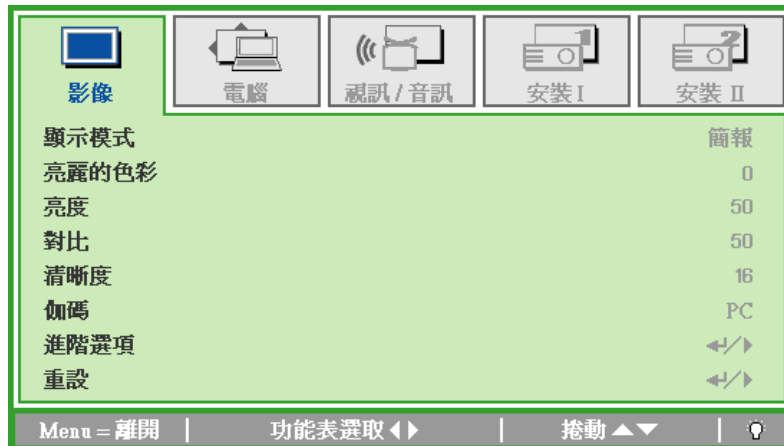 影像 電腦 視訊 / 音訊 安裝 I 安裝 II
顯示模式 簡報
亮麗的色彩 0
亮度 50
對比 50
清晰度 16
伽碼 PC
進階選項
重設
Menu = 離開 功能表選取 捲動